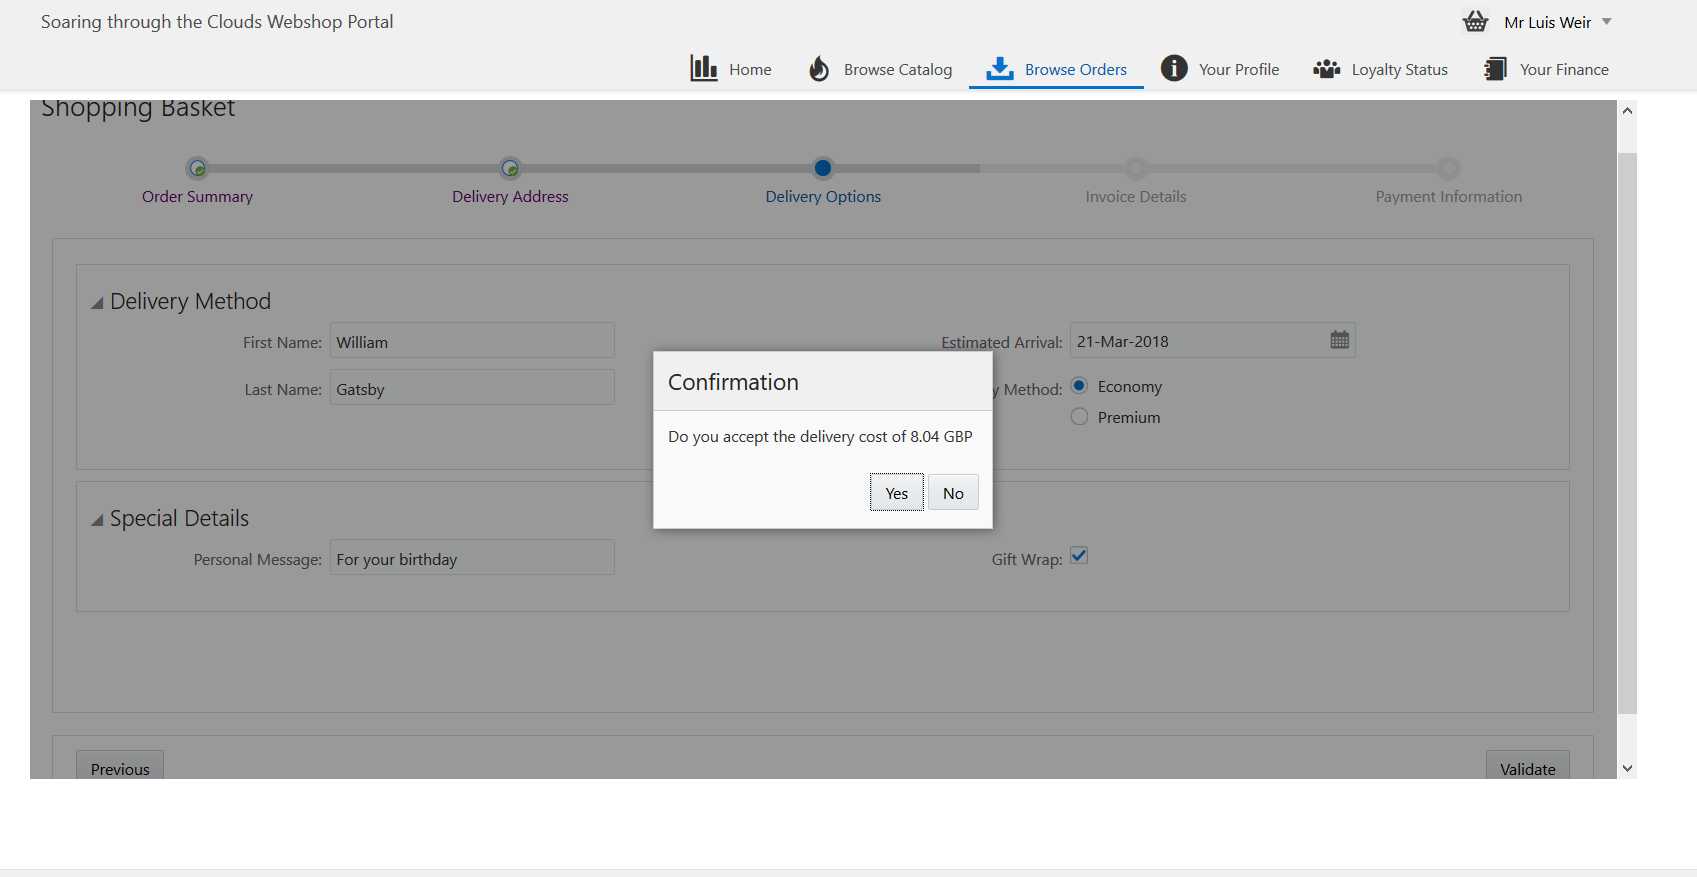 Soaring through the Clouds Webshop Portal
Mr Luis Weir
Home
Browse Catalog
Browse Orders
Your Profile
Loyalty Status
Your Finance
Shopping Basket
Order Summary
Delivery Address
Delivery Options
Invoice Details
Payment Information
Delivery Method
First Name: William
Estimated Arrival: 21-Mar-2018
Last Name: Gatsby
y Method: Economy
Premium
Confirmation
Do you accept the delivery cost of 8.04 GBP
Yes
No
Special Details
Personal Message: For your birthday
Gift Wrap:
Previous
Validate